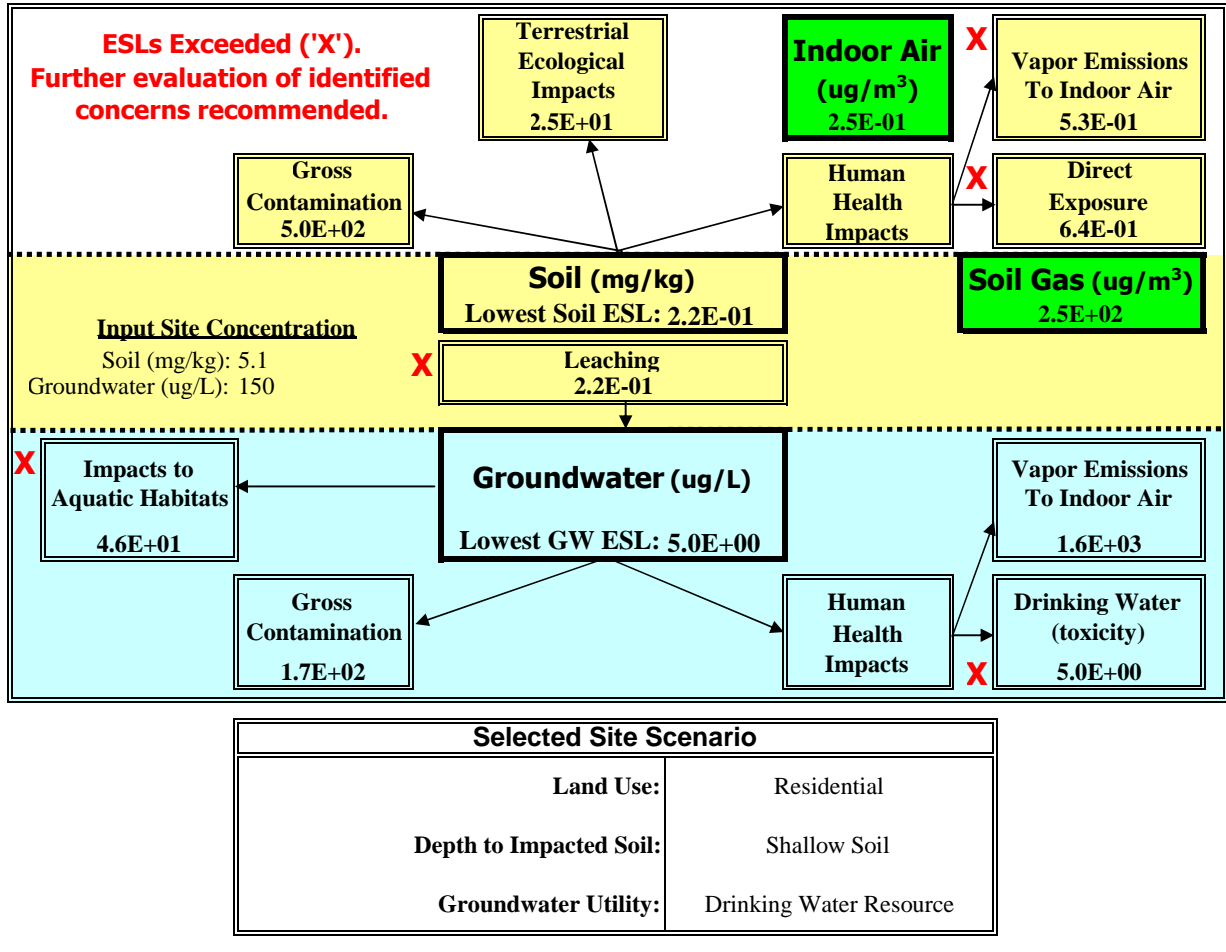 ESLs Exceeded ('X').
Further evaluation of identified
concerns recommended.
Terrestrial
Ecological
Impacts
2.5E+01
Indoor Air
(ug/m³)
2.5E-01
X
Vapor Emissions
To Indoor Air
5.3E-01
Gross
Contamination
5.0E+02
Human
Health
Impacts
X
Direct
Exposure
6.4E-01
Soil (mg/kg)
Lowest Soil ESL: 2.2E-01
Soil Gas (ug/m³)
2.5E+02
Input Site Concentration
Soil (mg/kg): 5.1
Groundwater (ug/L): 150
X
Leaching
2.2E-01
X
Impacts to
Aquatic Habitats
4.6E+01
Groundwater (ug/L)
Lowest GW ESL: 5.0E+00
Vapor Emissions
To Indoor Air
1.6E+03
Gross
Contamination
1.7E+02
Human
Health
Impacts
Drinking Water
(toxicity)
5.0E+00
X
Selected Site Scenario
Land Use: Residential
Depth to Impacted Soil: Shallow Soil
Groundwater Utility: Drinking Water Resource